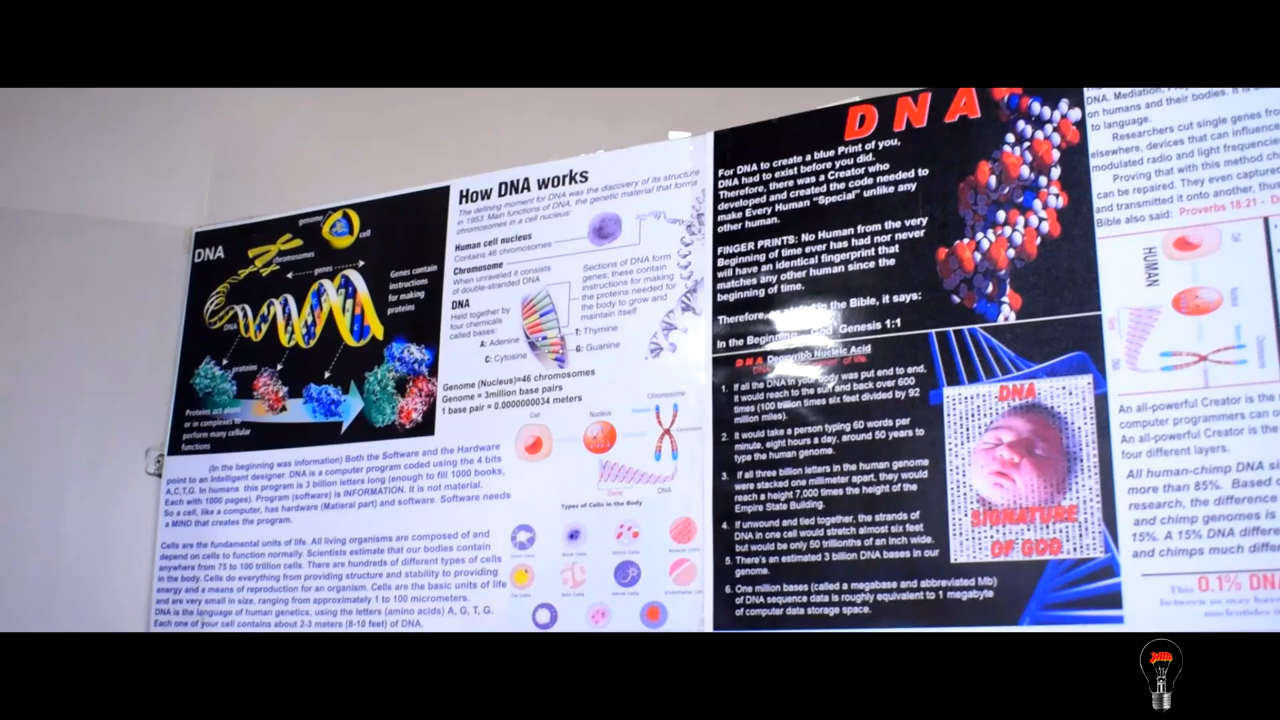 DNA
genome
cell
chromosomes
genes
Genes contain
instructions
for making
proteins
DNA
proteins
Proteins act alone
or in complexes to
perform many cellular
functions
(In the beginning was information) Both the Software and the Hardware
point to an Intelligent designer. DNA is a computer program coded using the 4 bits
A,C,T,G. In humans this program is 3 billion letters long (enough to fill 1000 books,
Each with 1000 pages). Program (software) is INFORMATION. It is not material.
So a cell, like a computer, has hardware (Matieral part) and software. Software needs
a MIND that creates the program.
Cells are the fundamental units of life. All living organisms are composed of and
depend on cells to function normally. Scientists estimate that our bodies contain
anywhere from 75 to 100 trillion cells. There are hundreds of different types of cells
in the body. Cells do everything from providing structure and stability to providing
energy and a means of reproduction for an organism. Cells are the basic units of life
and are very small in size, ranging from approximately 1 to 100 micrometers.
DNA is the language of human genetics, using the letters (amino acids) A, G, T, G.
Each one of your cell contains about 2-3 meters (8-10 feet) of DNA.
How DNA works
The defining moment for DNA was the discovery of its structure
in 1953. Main functions of DNA, the genetic material that forms
chromosomes in a cell nucleus:
Human cell nucleus
Contains 46 chromosomes
Chromosome
When unraveled it consists
of double-stranded DNA
DNA
Held together by
four chemicals
called bases:
A: Adenine
C: Cytosine
Sections of DNA form
genes; these contain
instructions for making
the proteins needed for
the body to grow and
maintain itself
T: Thymine
G: Guanine
Genome (Nucleus)=46 chromosomes
Genome = 3million base pairs
1 base pair = 0.0000000034 meters
Cell
Nucleus
Chromosome
Gene
DNA
Types of Cells in the Body
DNA
For DNA to create a blue Print of you,
DNA had to exist before you did.
Therefore, there was a Creator who
developed and created the code needed to
make Every Human "Special" unlike any
other human.
FINGER PRINTS: No Human from the very
Beginning of time ever has had nor never
will have an identical fingerprint that
matches any other human since the
beginning of time.
Therefore, in the Bible, it says:
In the Beginning God Genesis 1:1
DNA Deoxyribo Nucleic Acid
of life.
1. If all the DNA in your body was put end to end,
it would reach to the sun and back over 600
times (100 trillion times six feet divided by 92
million miles).
2. It would take a person typing 60 words per
minute, eight hours a day, around 50 years to
type the human genome.
3. If all three billion letters in the human genome
were stacked one millimeter apart, they would
reach a height 7,000 times the height of the
Empire State Building.
4. If unwound and tied together, the strands of
DNA in one cell would stretch almost six feet
but would be only 50 trillionths of an inch wide.
5. There's an estimated 3 billion DNA bases in our
genome.
6. One million bases (called a megabase and abbreviated Mb)
of DNA sequence data is roughly equivalent to 1 megabyte
of computer data storage space.
DNA
SIGNATURE
OF GOD
DNA. Mediation,
on humans and their bodies. It is
to language.
Researchers cut single genes
elsewhere, devices that can
modulated radio and light
Proving that with this method
can be repaired. They even captured
and transmitted it onto another,
Bible also said: Proverbs 18:21 -
HUMAN
An all-powerful Creator is the
computer programmers can
An all-powerful Creator is the
four different layers.
All human-chimp DNA
more than 85%. Based
research, the difference
and chimp genomes is
15%. A 15% DNA
and chimps much
This 0.1%